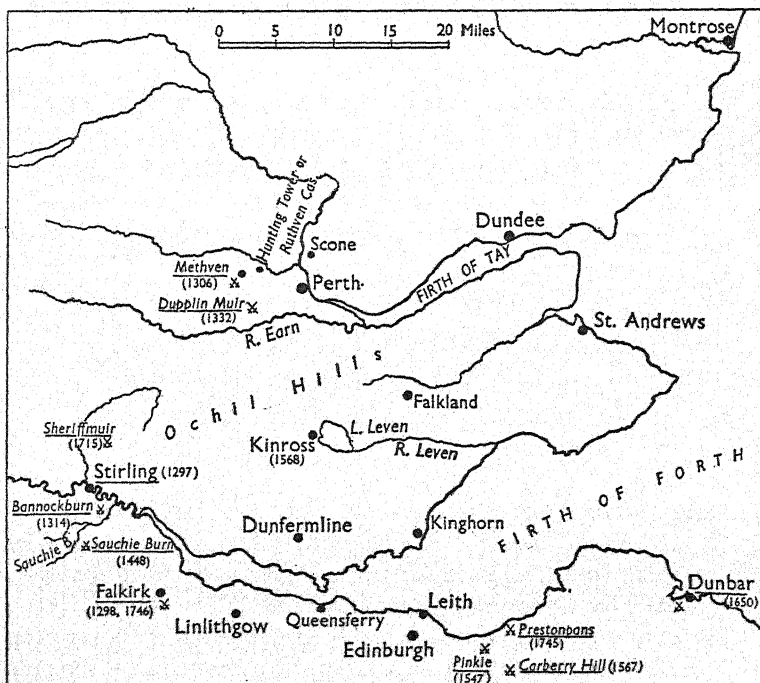 0 5 10 20 Miles
Montrose
Hunting Tower or
Ruthven Cas.
Scone
Dundee
Methven
(1306)
Perth
FIRTH OF TAY
Dupplin Muir
(1332)
R. Earn
St. Andrews
Ochil Hills
Falkland
Sheriffmuir
(1715)
L. Leven
Kinross
(1568)
R. Leven
Stirling (1297)
FIRTH OF FORTH
Bannockburn
(1314)
Dunfermline
Kinghorn
Sauchie B.
Sauchie Burn
(1448)
Falkirk
(1298, 1746)
Linlithgow
Queensferry
Leith
Edinburgh
Dunbar
(1650)
Prestonpans
(1745)
Pinkie
(1547)
Carberry Hill (1567)